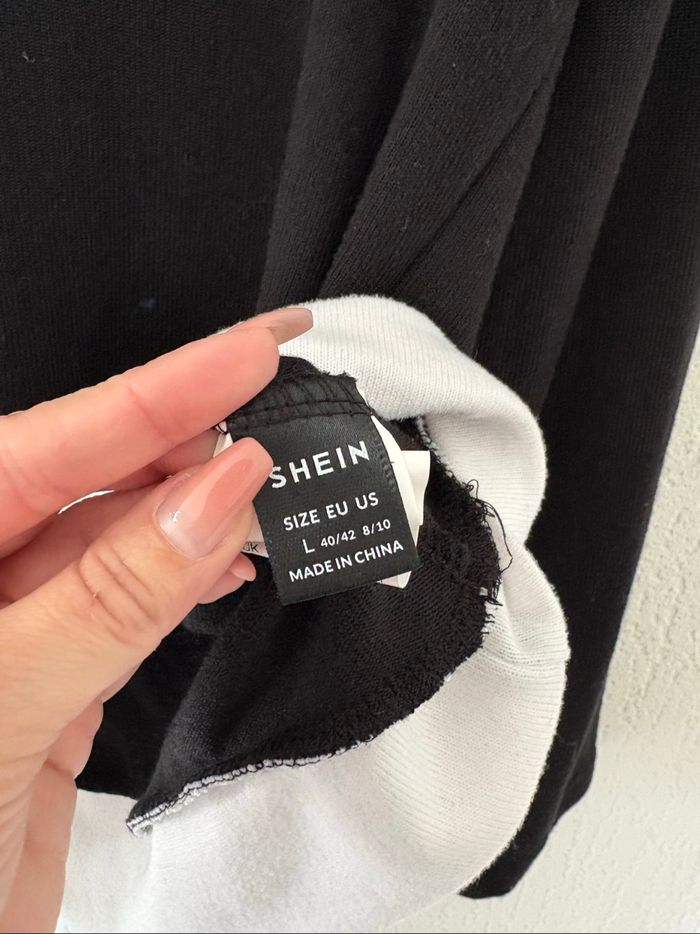 SHEIN
SIZE EU US
L 40/42 8/10
MADE IN CHINA